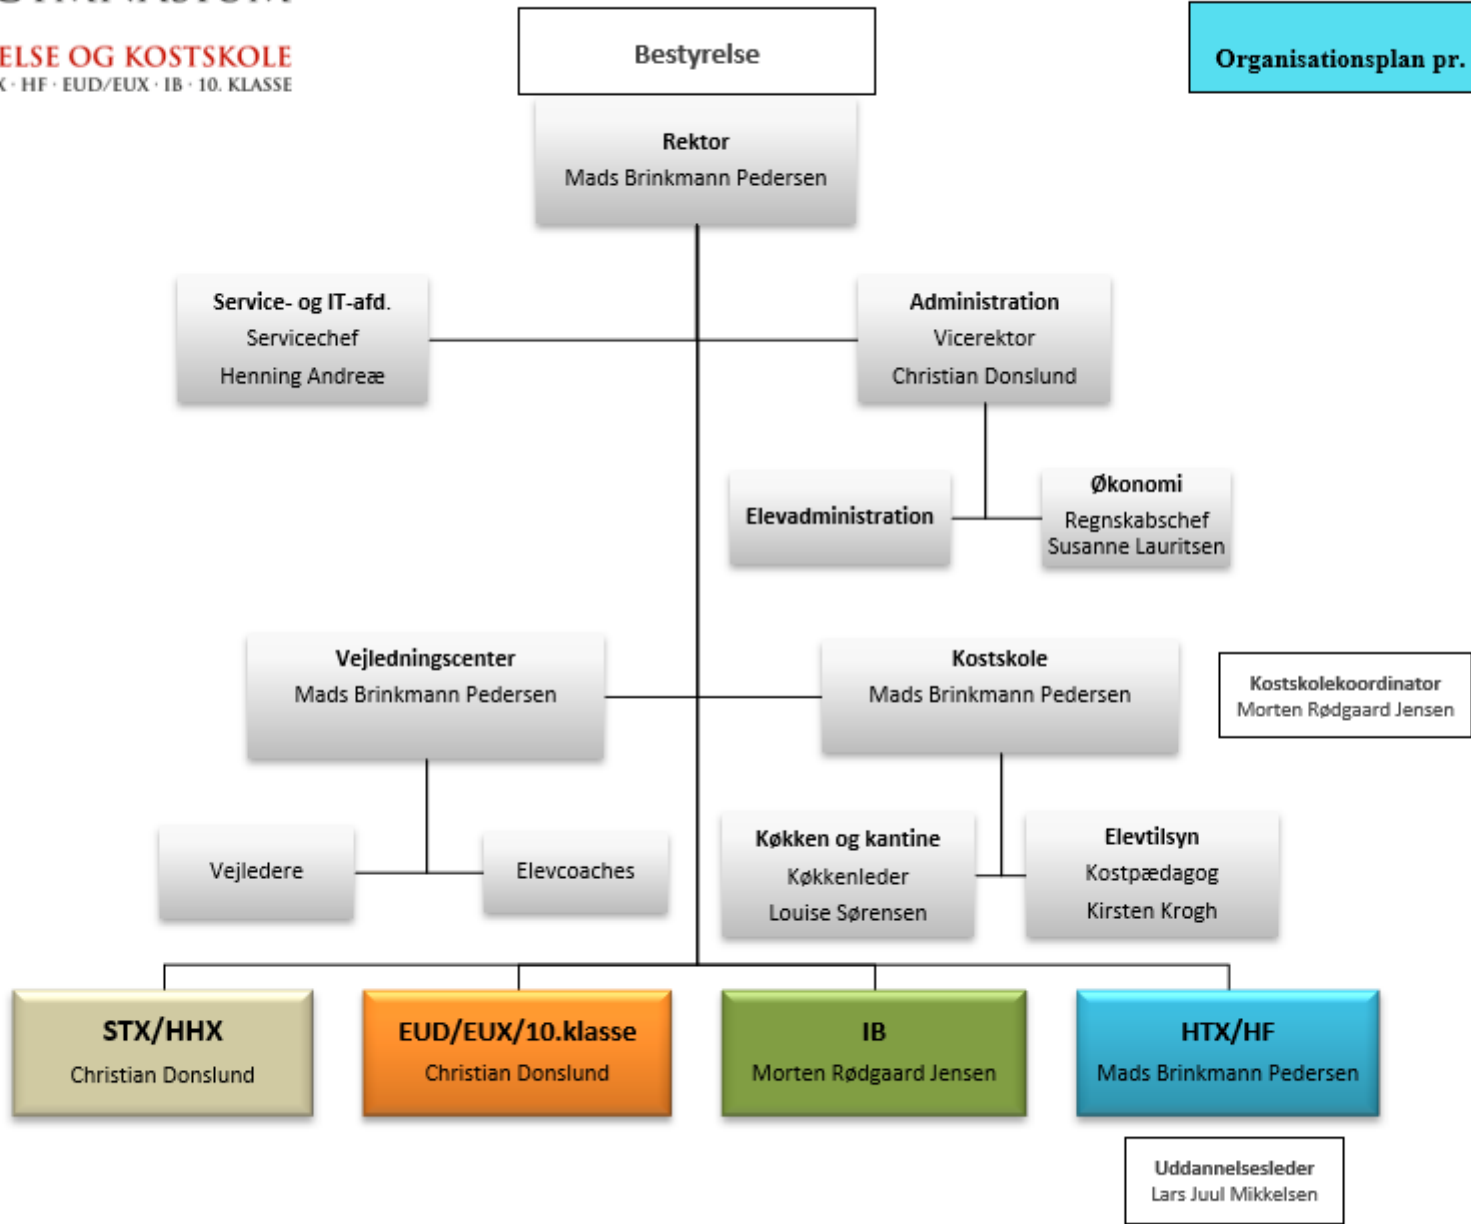 ELSE OG KOSTSKOLE
· HF · EUD/EUX · IB · 10. KLASSE
Bestyrelse
Organisationsplan pr.
Rektor
Mads Brinkmann Pedersen
Service- og IT-afd.
Servicechef
Henning Andreæ
Administration
Vicerektor
Christian Donslund
Elevadministration
Økonomi
Regnskabschef
Susanne Lauritsen
Vejledningscenter
Mads Brinkmann Pedersen
Kostskole
Mads Brinkmann Pedersen
Kostskolekoordinator
Morten Rødgaard Jensen
Vejledere
Elevcoaches
Køkken og kantine
Køkkenleder
Louise Sørensen
Elevtilsyn
Kostpædagog
Kirsten Krogh
STX/HHX
Christian Donslund
EUD/EUX/10.klasse
Christian Donslund
IB
Morten Rødgaard Jensen
HTX/HF
Mads Brinkmann Pedersen
Uddannelsesleder
Lars Juul Mikkelsen